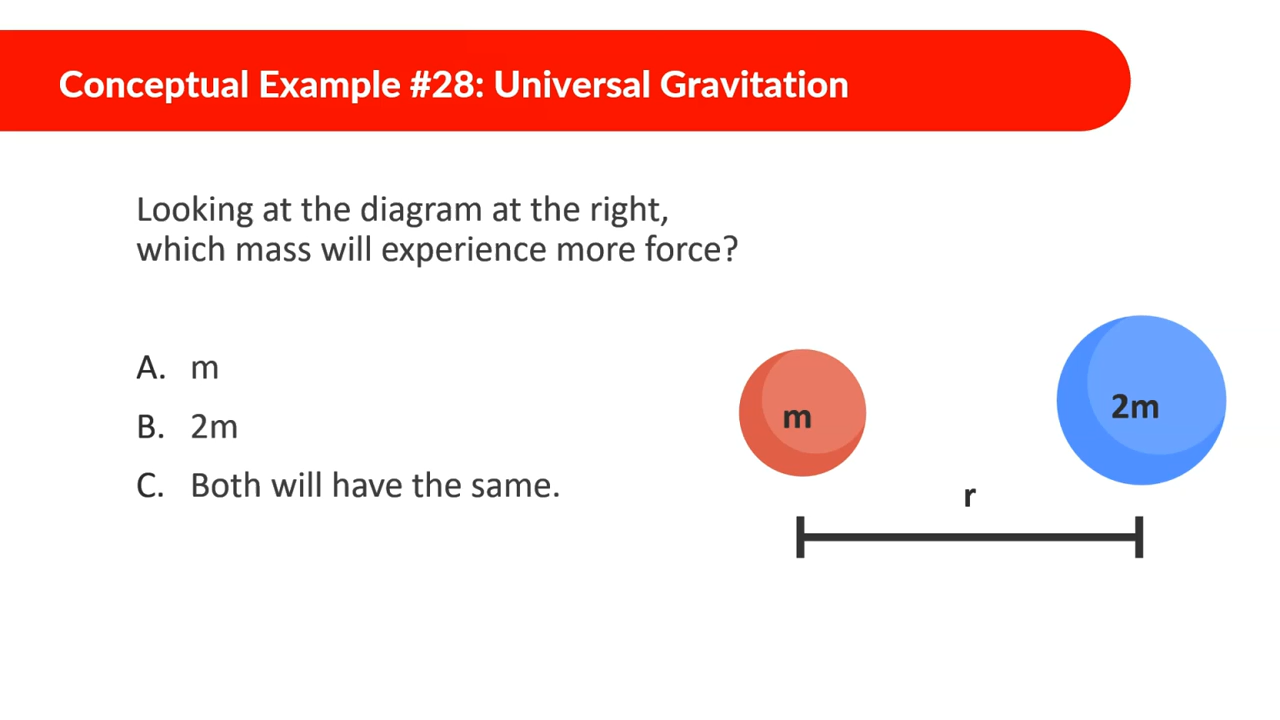 Conceptual Example #28: Universal Gravitation
Looking at the diagram at the right,
which mass will experience more force?
A. m
B. 2m
C. Both will have the same.
m
2m
r